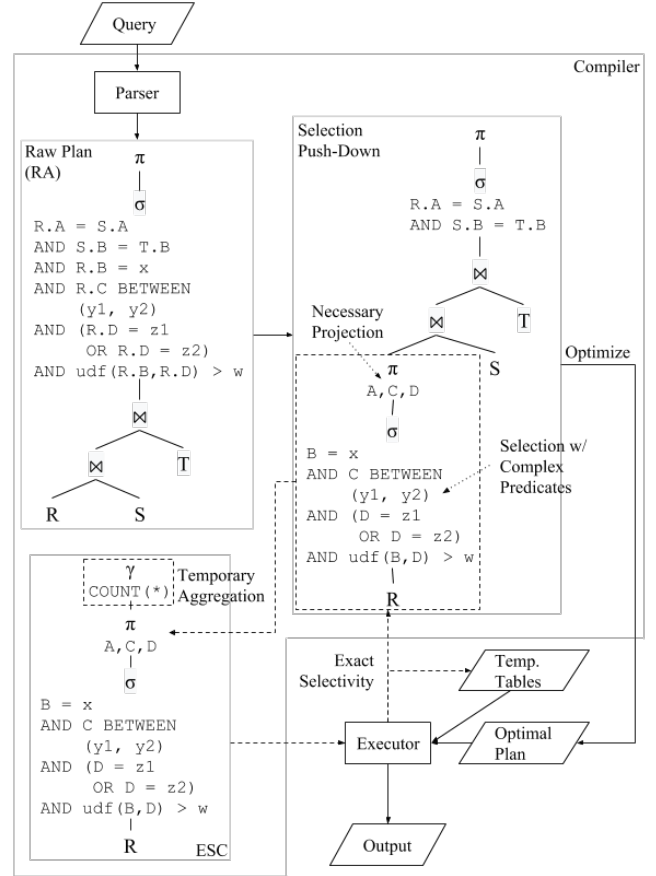 Query
Compiler
Parser
Raw Plan
(RA)
π
σ
R.A = S.A
AND S.B = T.B
AND R.B = x
AND R.C BETWEEN
(y1, y2)
AND (R.D = z1
OR R.D = z2)
AND udf(R.B,R.D) > w
⋈
⋈
T
R
S
Selection
Push-Down
π
σ
R.A = S.A
AND S.B = T.B
⋈
⋈
T
S
Necessary
Projection
π
A,C,D
σ
B = x
AND C BETWEEN
(y1, y2)
AND (D = z1
OR D = z2)
AND udf(B,D) > w
R
Selection w/
Complex
Predicates
Optimize
γ
COUNT(*)
Temporary
Aggregation
π
A,C,D
σ
B = x
AND C BETWEEN
(y1, y2)
AND (D = z1
OR D = z2)
AND udf(B,D) > w
R
ESC
Exact
Selectivity
Temp.
Tables
Executor
Optimal
Plan
Output